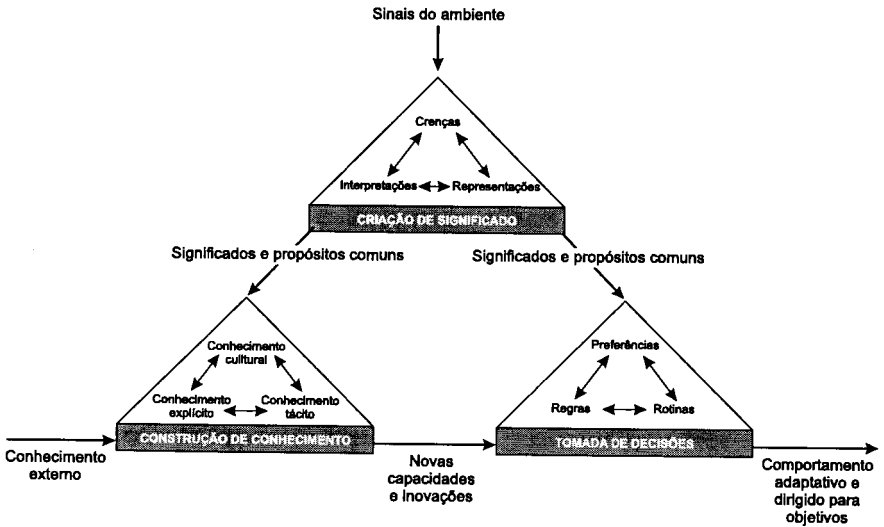 Sinais do ambiente
Crenças
Interpretações
Representações
CRIAÇÃO DE SIGNIFICADO
Significados e propósitos comuns
Significados e propósitos comuns
Conhecimento
cultural
Conhecimento
explícito
Conhecimento
tácito
CONSTRUÇÃO DE CONHECIMENTO
Preferências
Regras
Rotinas
TOMADA DE DECISÕES
Conhecimento
externo
Novas
capacidades
e inovações
Comportamento
adaptativo e
dirigido para
objetivos